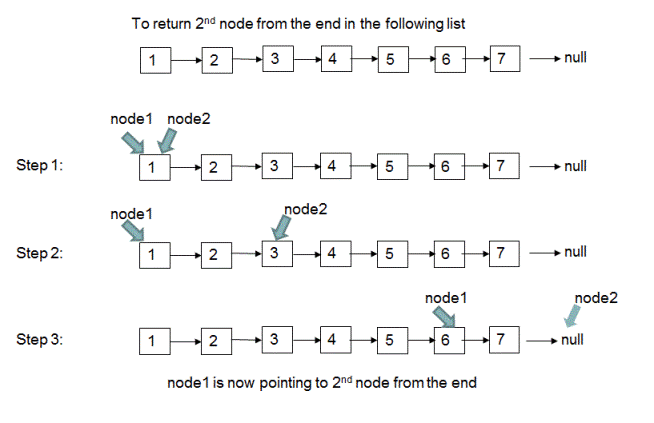 To return 2nd node from the end in the following list
1 2 3 4 5 6 7 null
node1 node2
Step 1: 1 2 3 4 5 6 7 null
node1 node2
Step 2: 1 2 3 4 5 6 7 null
node1 node2
Step 3: 1 2 3 4 5 6 7 null
node1 is now pointing to 2nd node from the end